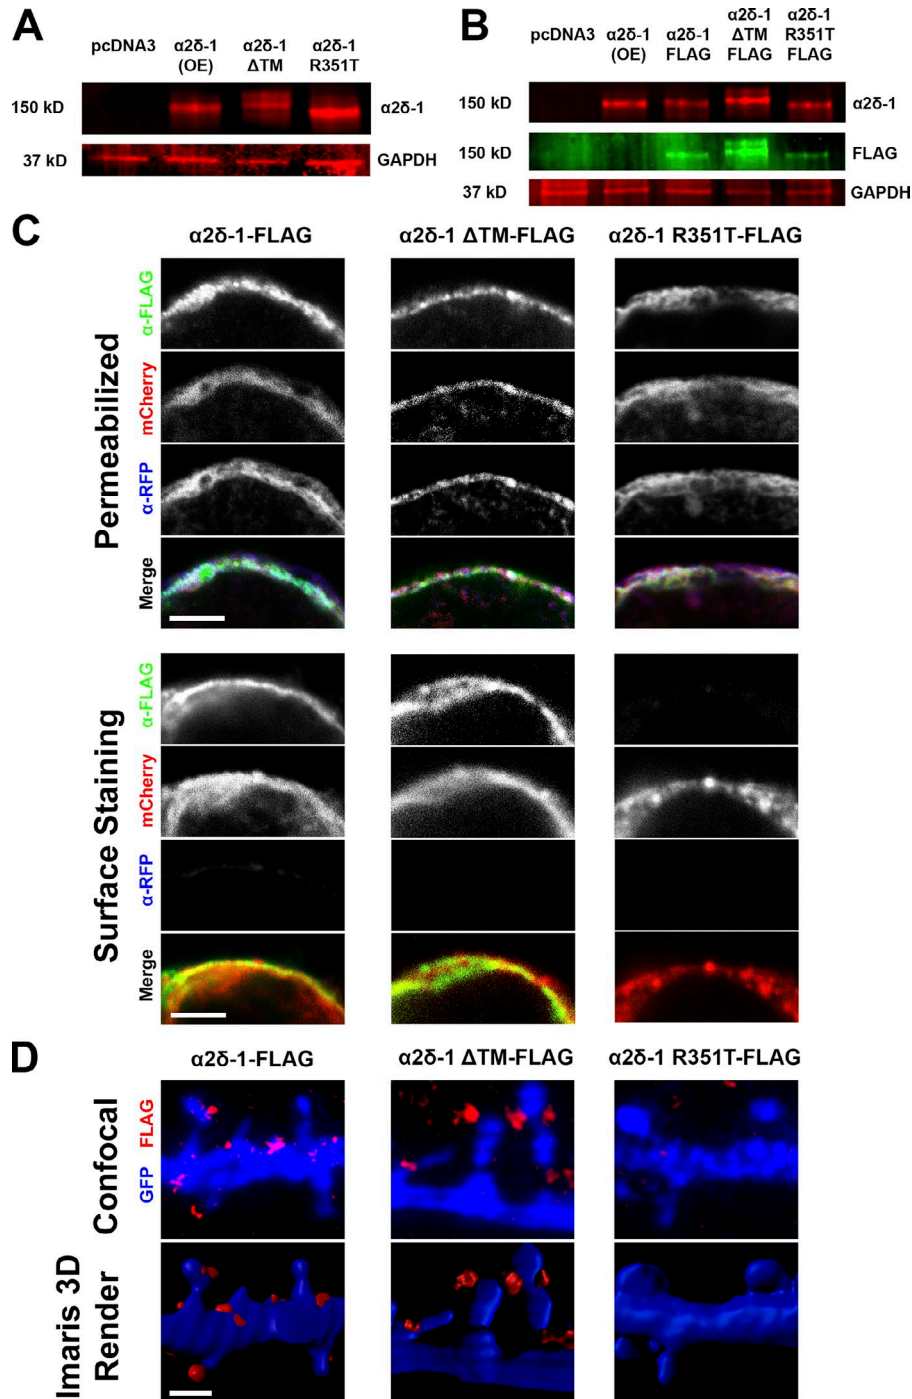 A
pcDNA3 α2δ-1 (OE) α2δ-1 ΔTM α2δ-1 R351T
150 kD α2δ-1
37 kD GAPDH
B
pcDNA3 α2δ-1 (OE) α2δ-1 FLAG α2δ-1 ΔTM FLAG α2δ-1 R351T FLAG
150 kD α2δ-1
150 kD FLAG
37 kD GAPDH
C
α2δ-1-FLAG α2δ-1 ΔTM-FLAG α2δ-1 R351T-FLAG
Permeabilized
α-FLAG
mCherry
α-RFP
Merge
Surface Staining
α-FLAG
mCherry
α-RFP
Merge
D
α2δ-1-FLAG α2δ-1 ΔTM-FLAG α2δ-1 R351T-FLAG
Confocal
GFP FLAG
Imaris 3D
Render